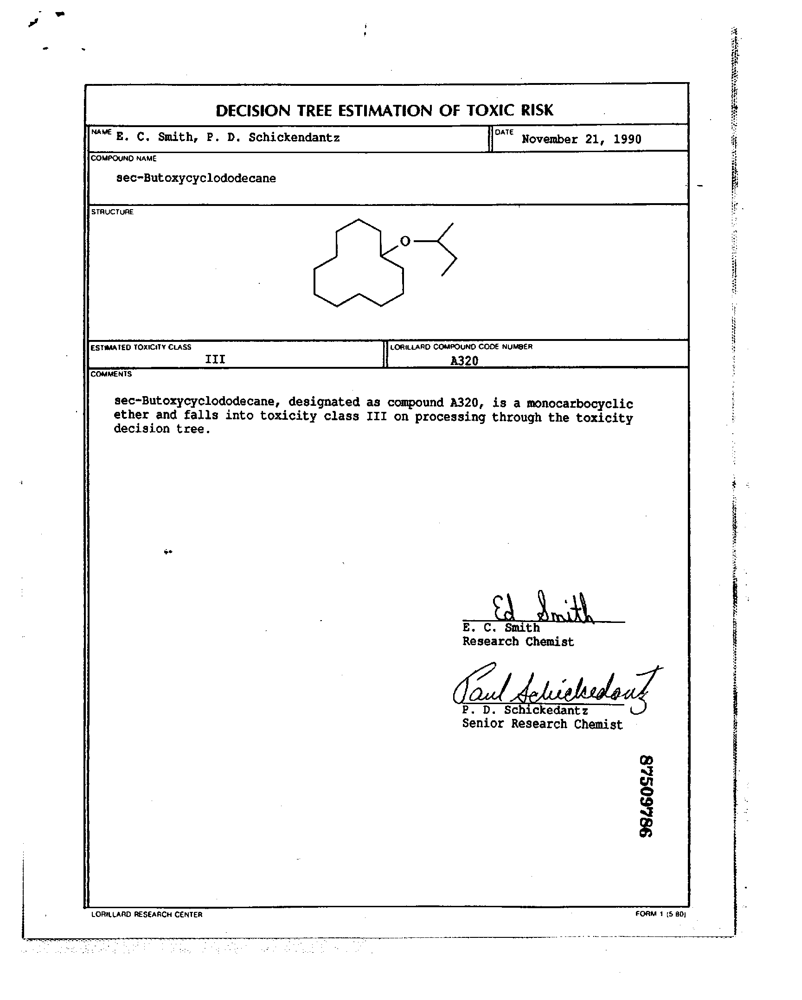 DECISION TREE ESTIMATION OF TOXIC RISK
NAME E. C. Smith, P. D. Schickendantz
DATE November 21, 1990
COMPOUND NAME
sec-Butoxycyclododecane
STRUCTURE
O
ESTIMATED TOXICITY CLASS
III
LORILLARD COMPOUND CODE NUMBER
A320
COMMENTS
sec-Butoxycyclododecane, designated as compound A320, is a monocarbocyclic
ether and falls into toxicity class III on processing through the toxicity
decision tree.
Ed Smith
E. C. Smith
Research Chemist
Paul Schickedantz
P. D. Schickedantz
Senior Research Chemist
87509786
LORILLARD RESEARCH CENTER
FORM 1 (5 80)